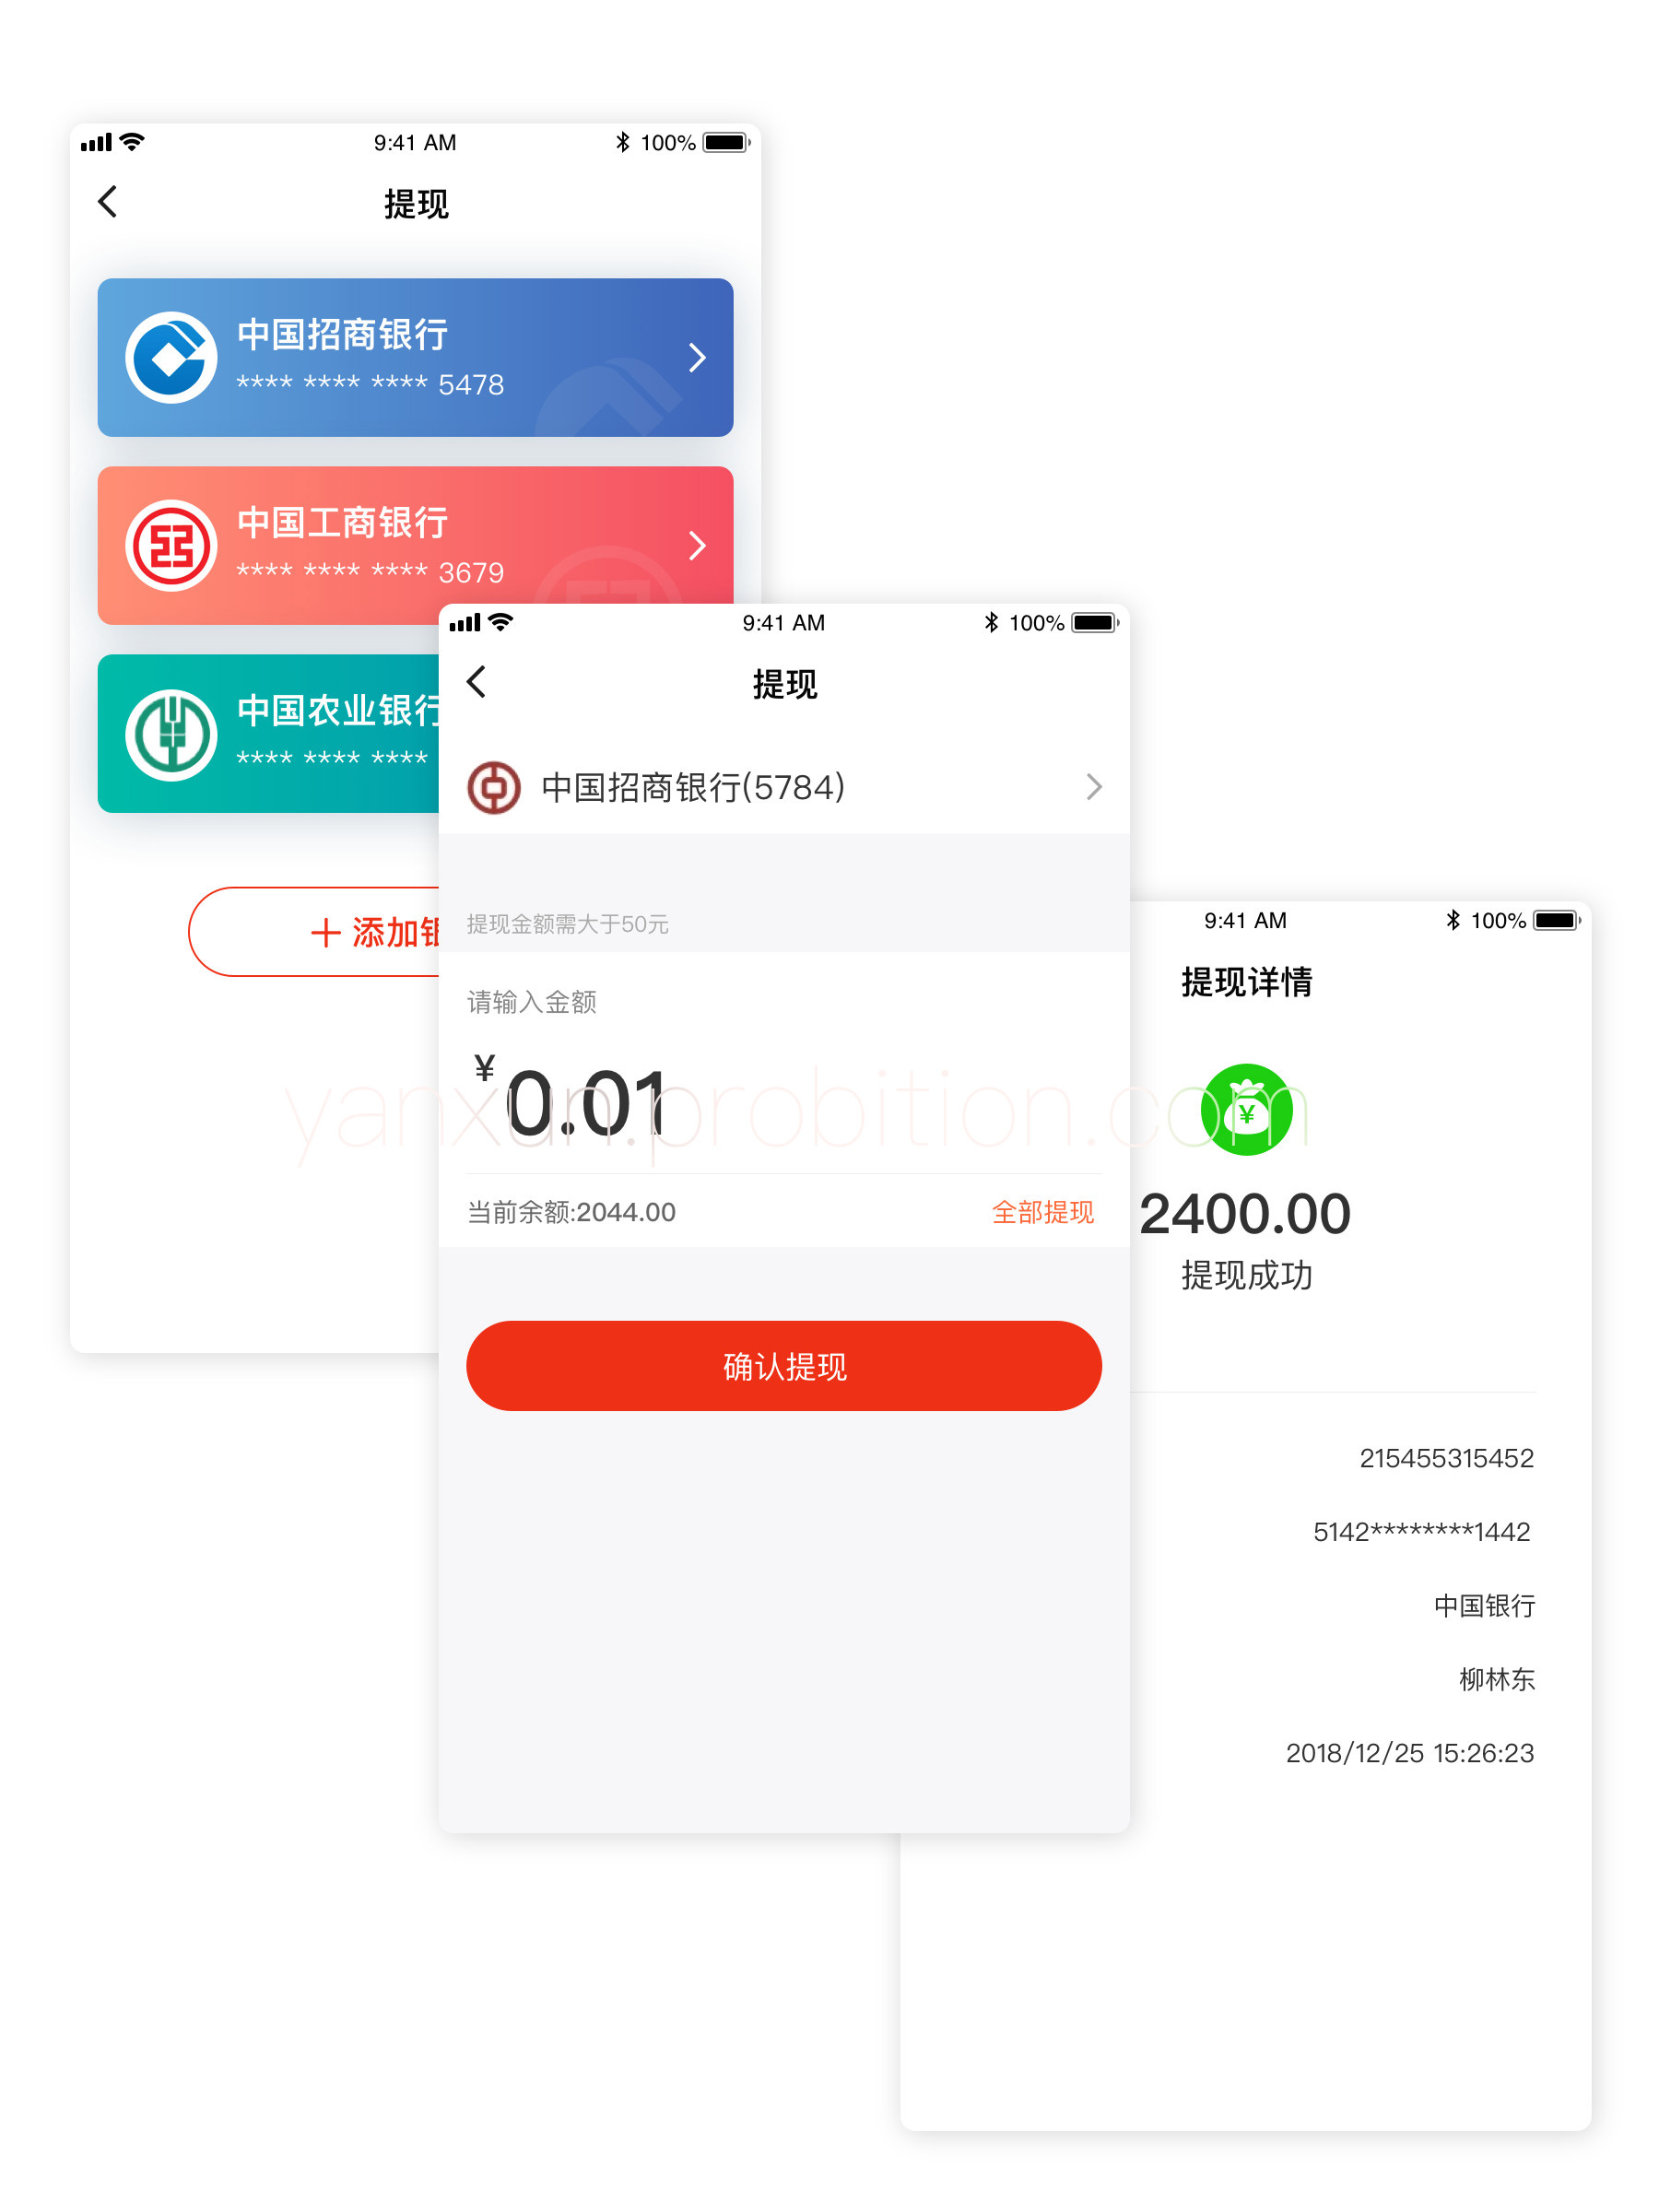 9:41 AM
100%
提现
中国招商银行
**** **** **** 5478
中国工商银行
**** **** **** 3679
中国农业银行
**** **** ****
+ 添加
9:41 AM
100%
提现
中国招商银行(5784)
提现金额需大于50元
请输入金额
¥
0.01
当前余额:2044.00
全部提现
确认提现
yanxun.probition.com
9:41 AM
100%
提现详情
¥
2400.00
提现成功
215455315452
5142********1442
中国银行
柳林东
2018/12/25 15:26:23